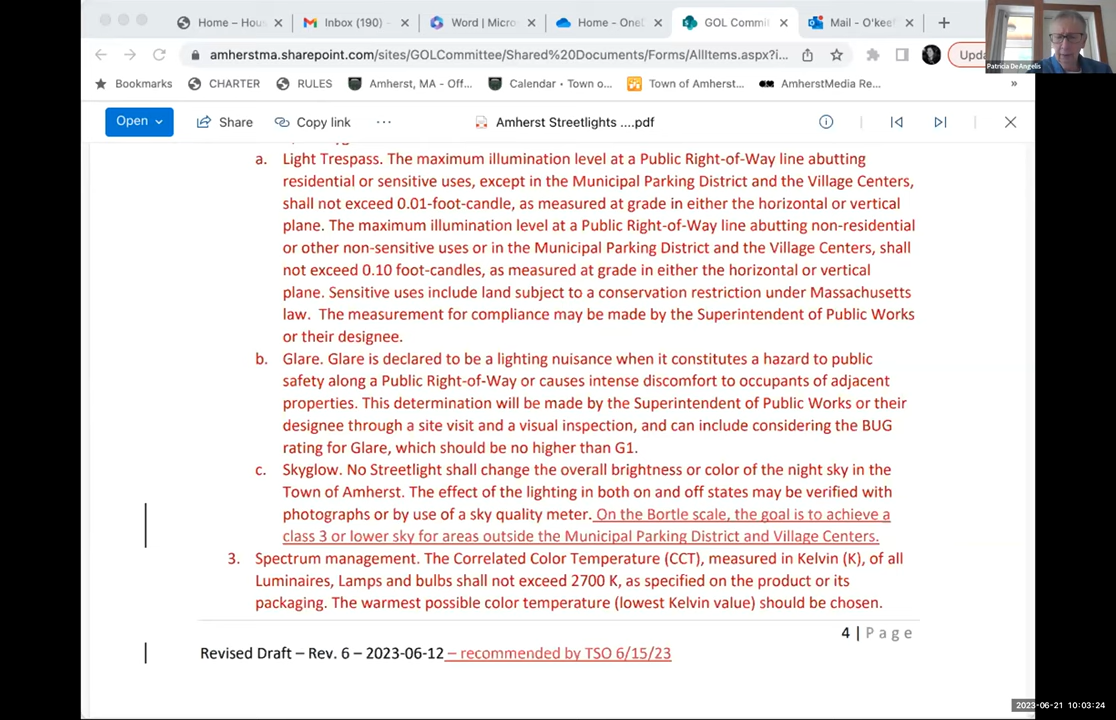 Home – Hous
Inbox (190) -
Word | Micro
Home - OneD
GOL Commit
Mail - O'kee
amherstma.sharepoint.com/sites/GOLCommittee/Shared%20Documents/Forms/AllItems.aspx?i...
Upda
Patricia DeAngelis
Bookmarks
CHARTER
RULES
Amherst, MA - Off...
Calendar • Town o...
Town of Amherst...
AmherstMedia Re...
»
Open
Share
Copy link
...
Amherst Streetlights ....pdf
a. Light Trespass. The maximum illumination level at a Public Right-of-Way line abutting
residential or sensitive uses, except in the Municipal Parking District and the Village Centers,
shall not exceed 0.01-foot-candle, as measured at grade in either the horizontal or vertical
plane. The maximum illumination level at a Public Right-of-Way line abutting non-residential
or other non-sensitive uses or in the Municipal Parking District and the Village Centers, shall
not exceed 0.10 foot-candles, as measured at grade in either the horizontal or vertical
plane. Sensitive uses include land subject to a conservation restriction under Massachusetts
law. The measurement for compliance may be made by the Superintendent of Public Works
or their designee.
b. Glare. Glare is declared to be a lighting nuisance when it constitutes a hazard to public
safety along a Public Right-of-Way or causes intense discomfort to occupants of adjacent
properties. This determination will be made by the Superintendent of Public Works or their
designee through a site visit and a visual inspection, and can include considering the BUG
rating for Glare, which should be no higher than G1.
c. Skyglow. No Streetlight shall change the overall brightness or color of the night sky in the
Town of Amherst. The effect of the lighting in both on and off states may be verified with
photographs or by use of a sky quality meter. On the Bortle scale, the goal is to achieve a
class 3 or lower sky for areas outside the Municipal Parking District and Village Centers.
3. Spectrum management. The Correlated Color Temperature (CCT), measured in Kelvin (K), of all
Luminaires, Lamps and bulbs shall not exceed 2700 K, as specified on the product or its
packaging. The warmest possible color temperature (lowest Kelvin value) should be chosen.
4 | Page
Revised Draft – Rev. 6 – 2023-06-12 – recommended by TSO 6/15/23
2023-06-21 10:03:24